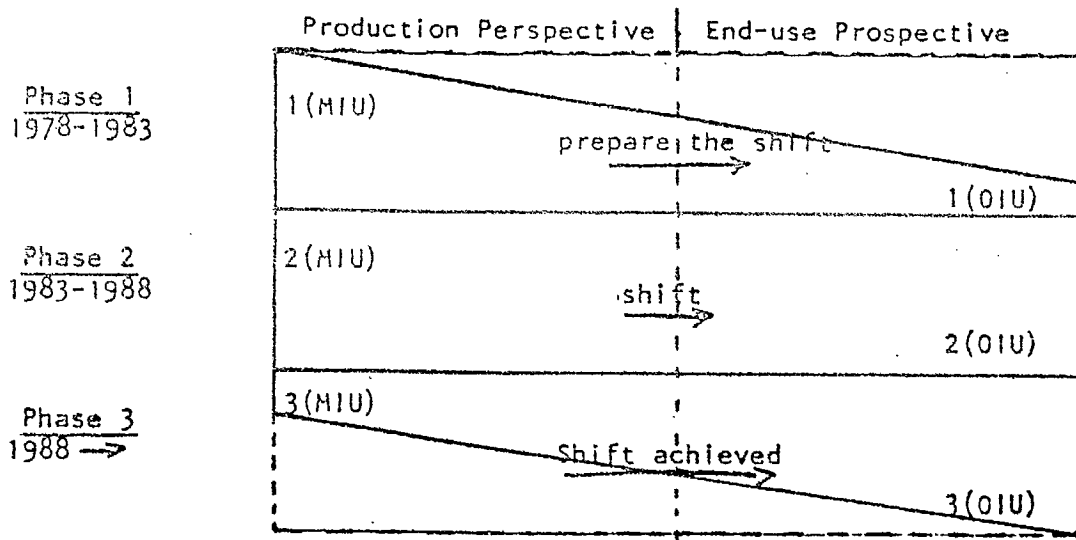 Production Perspective End-use Prospective
Phase 1
1978-1983
1(MIU)
prepare the shift
1(OIU)
Phase 2
1983-1988
2(MIU)
shift
2(OIU)
Phase 3
1988 →
3(MIU)
Shift achieved
3(OIU)